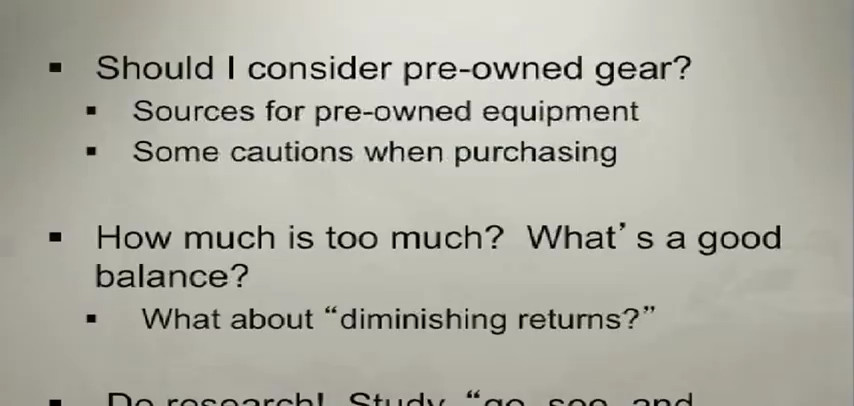 ▪ Should I consider pre-owned gear?
▪ Sources for pre-owned equipment
▪ Some cautions when purchasing
▪ How much is too much? What's a good
balance?
▪ What about “diminishing returns?”
▪ Do research! Study, “go, see, and